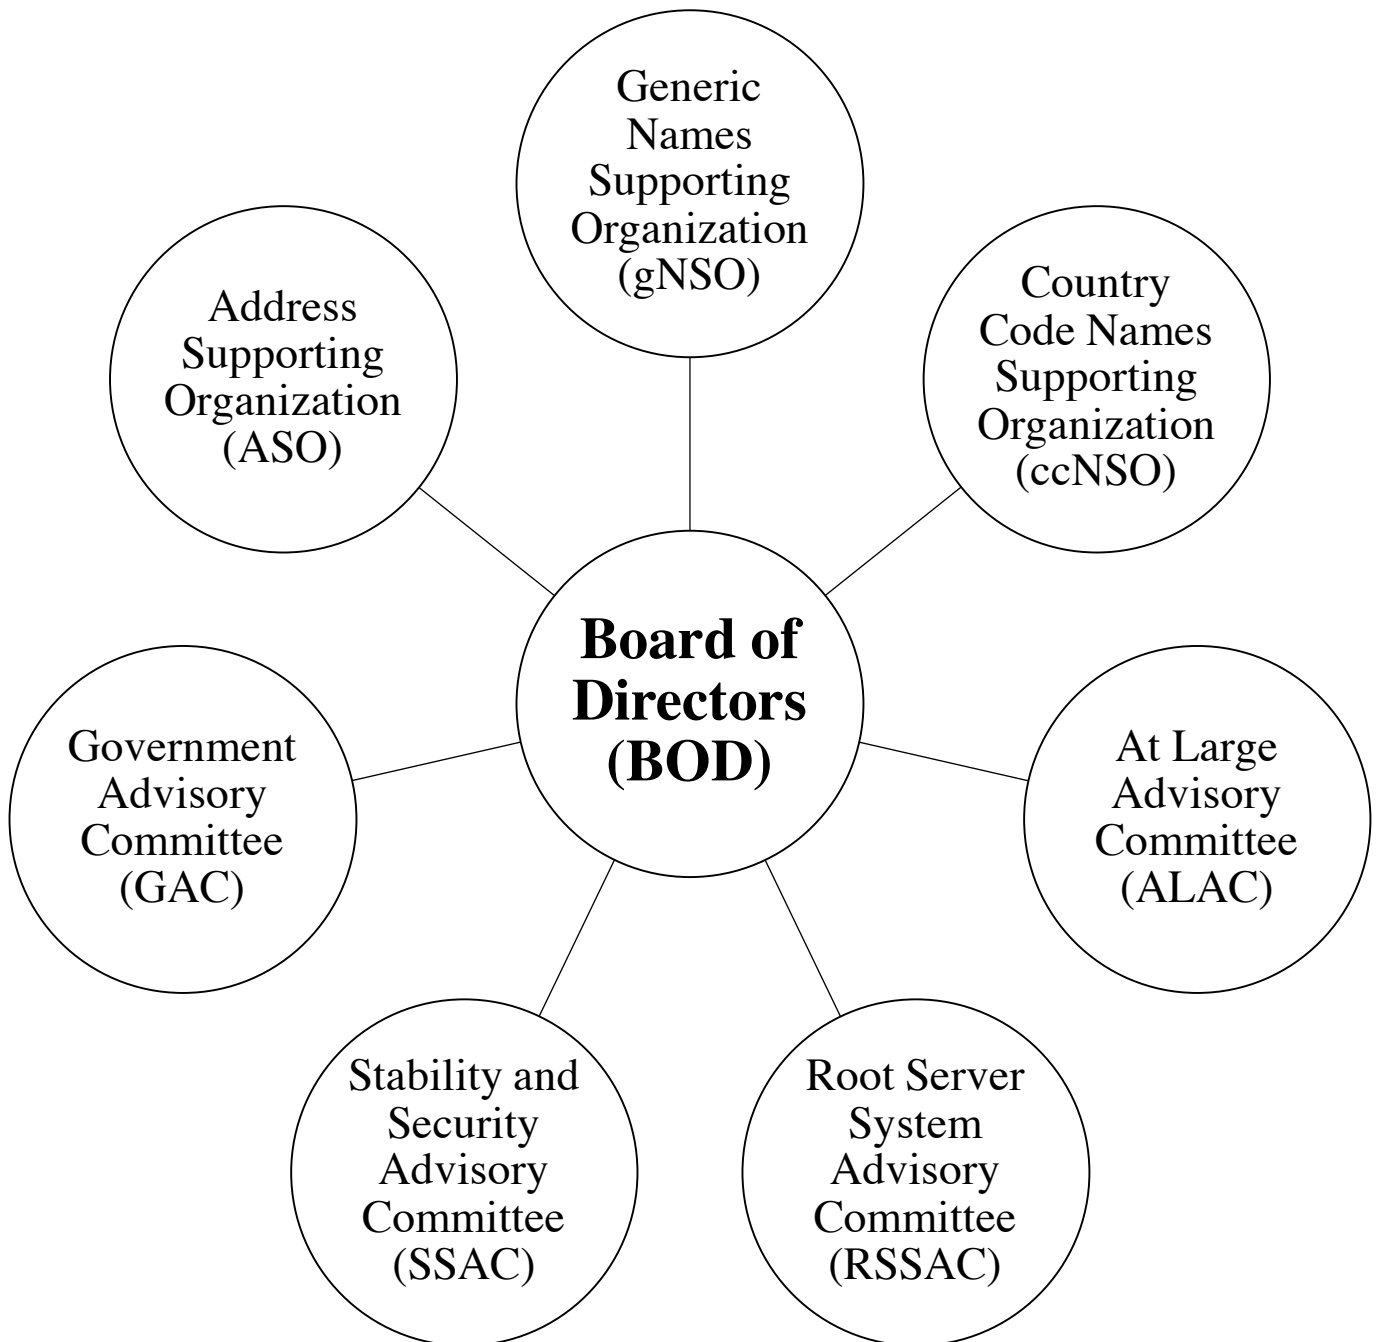 Generic
Names
Supporting
Organization
(gNSO)
Country
Code Names
Supporting
Organization
(ccNSO)
At Large
Advisory
Committee
(ALAC)
Root Server
System
Advisory
Committee
(RSSAC)
Stability and
Security
Advisory
Committee
(SSAC)
Government
Advisory
Committee
(GAC)
Address
Supporting
Organization
(ASO)
Board of
Directors
(BOD)